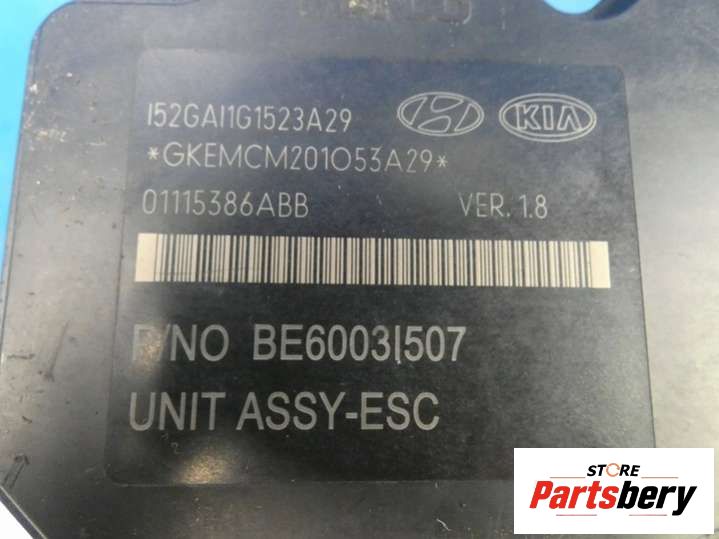 I52GAI1G1523A29
KIA
*GKEMCM201053A29*
01115386ABB VER. 1.8
P/NO BE6003I507
UNIT ASSY-ESC
STORE
Partsbery